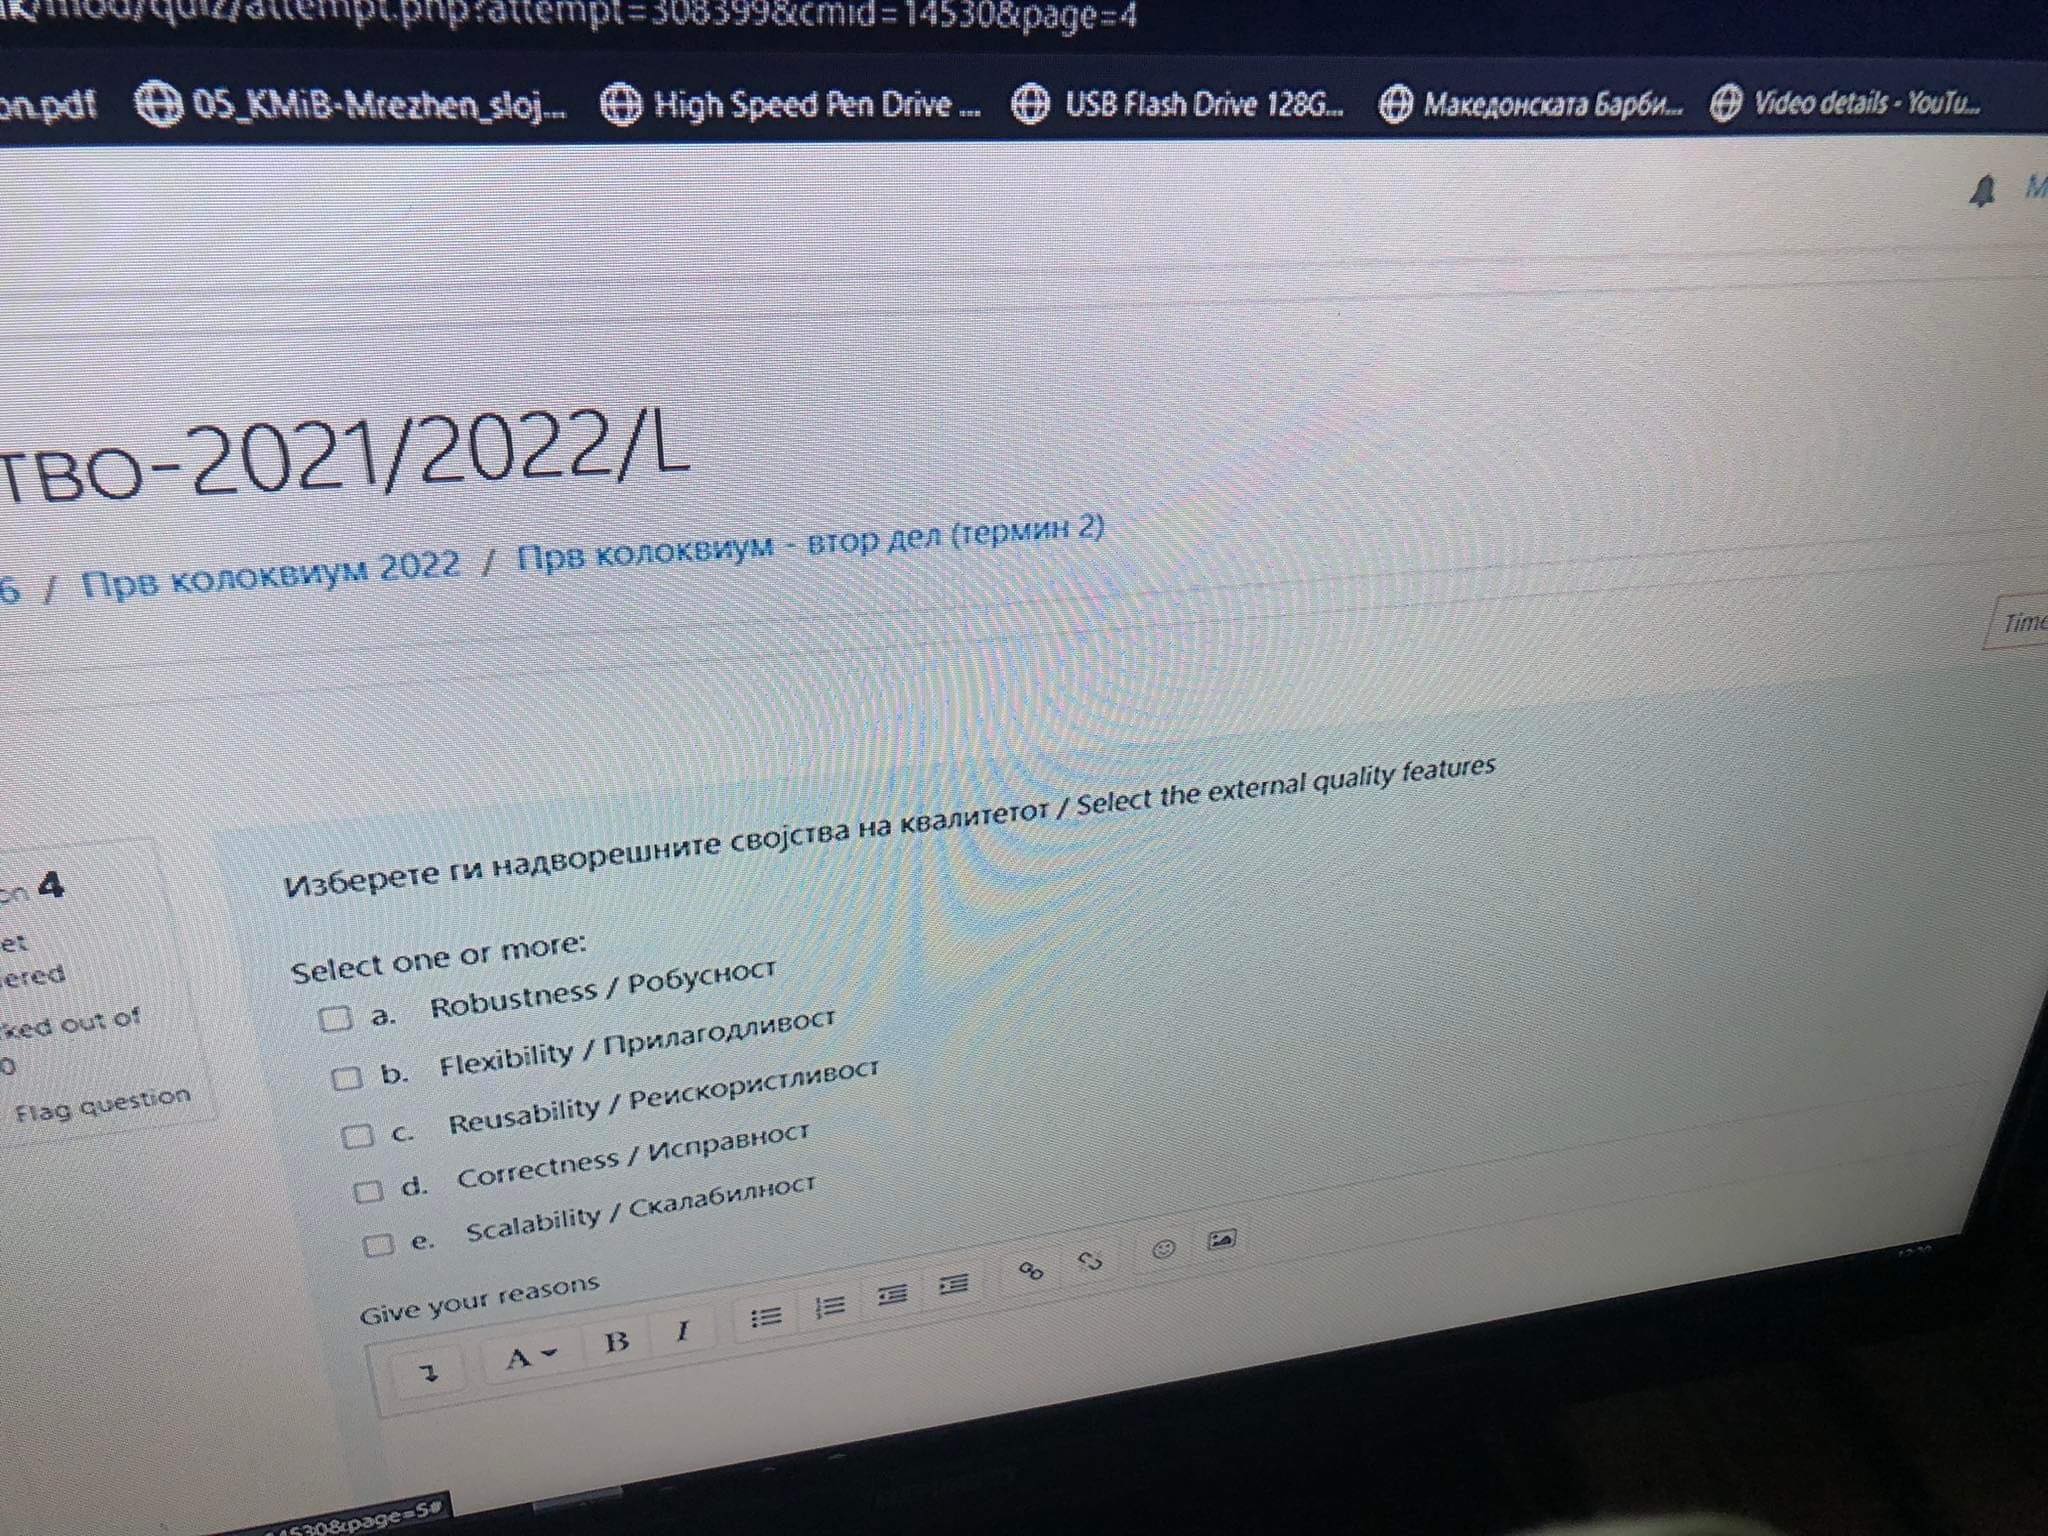 /mod/quiz/attempt.php?attempt=308399&cmid=14530&page=4
on.pdf 05_KMiB-Mrezhen_sloj... High Speed Pen Drive ... USB Flash Drive 128G... Македонската Барби... Video details - YouTu...
M
тво-2021/2022/L
6 / Прв колоквиум 2022 / Прв колоквиум - втор дел (термин 2)
Time
on 4
et
ered
ked out of
0
Flag question
Изберете ги надворешните својства на квалитетот / Select the external quality features
Select one or more:
a. Robustness / Робусност
b. Flexibility / Прилагодливост
c. Reusability / Реискористливост
d. Correctness / Исправност
e. Scalability / Скалабилност
Give your reasons
A B I
14530&page=5#